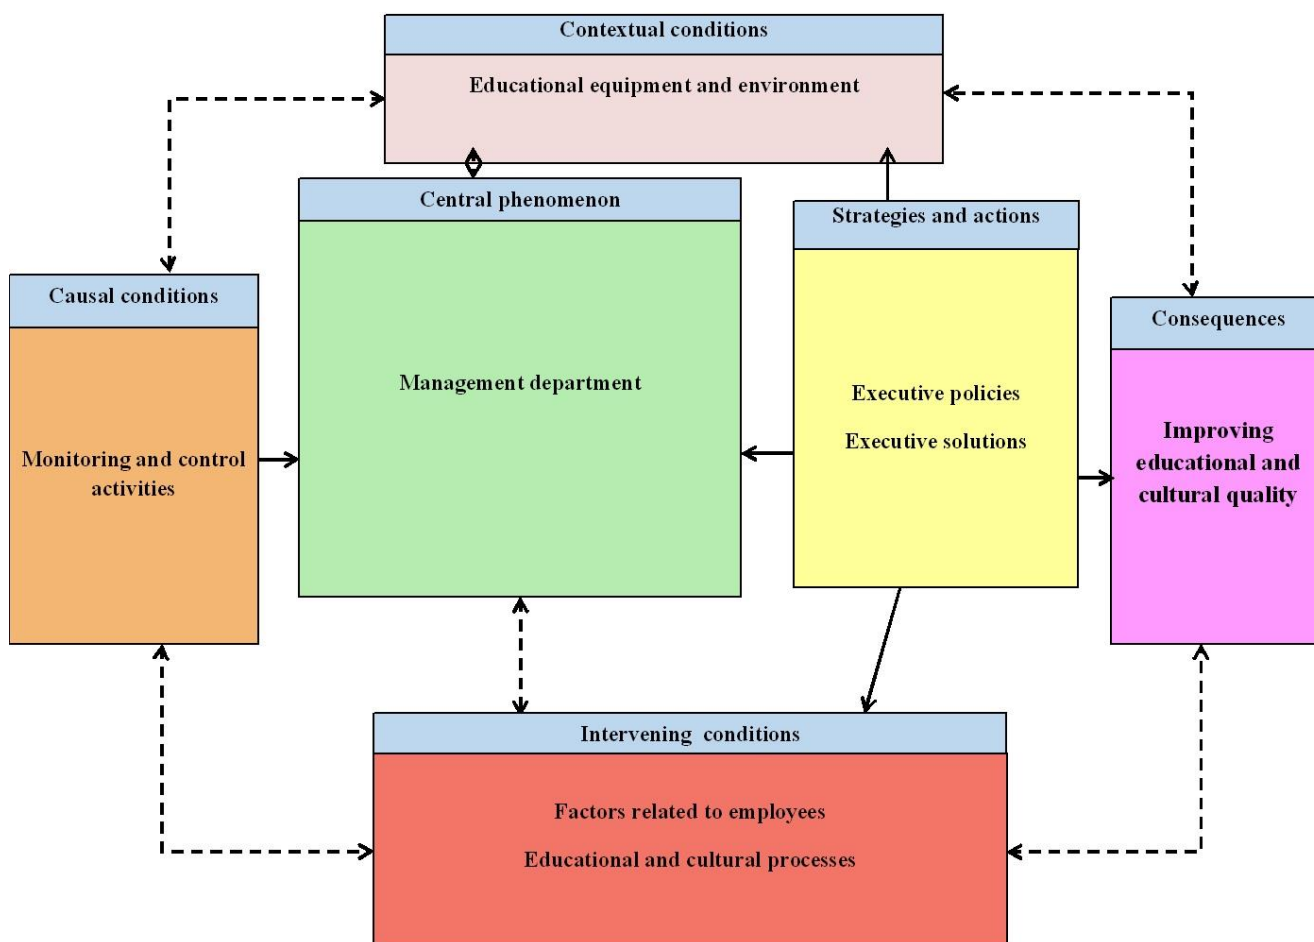 Contextual conditions
Educational equipment and environment
Central phenomenon
Management department
Strategies and actions
Executive policies
Executive solutions
Causal conditions
Monitoring and control
activities
Consequences
Improving
educational and
cultural quality
Intervening conditions
Factors related to employees
Educational and cultural processes